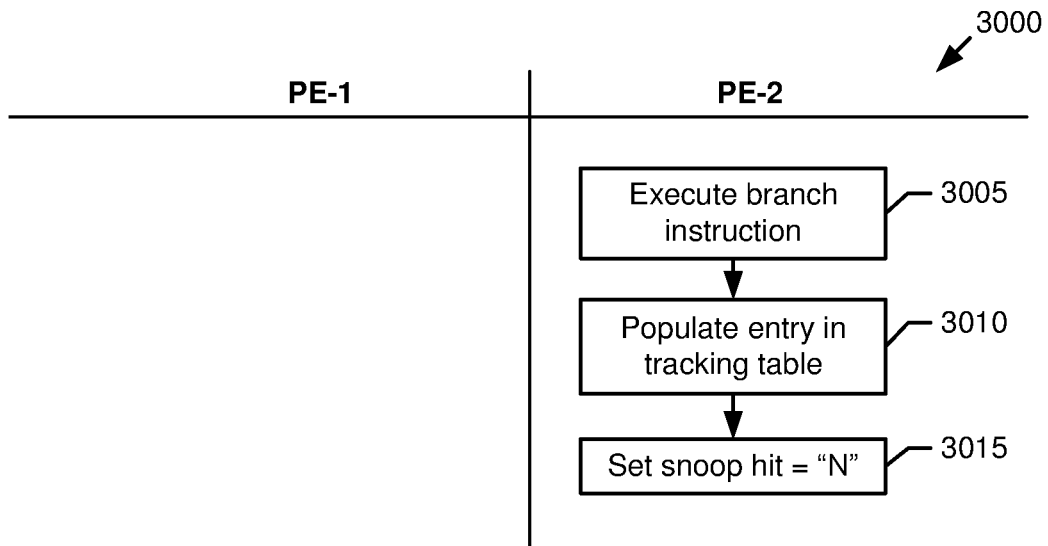 3000
PE-1
PE-2
Execute branch
instruction
3005
Populate entry in
tracking table
3010
Set snoop hit = “N”
3015